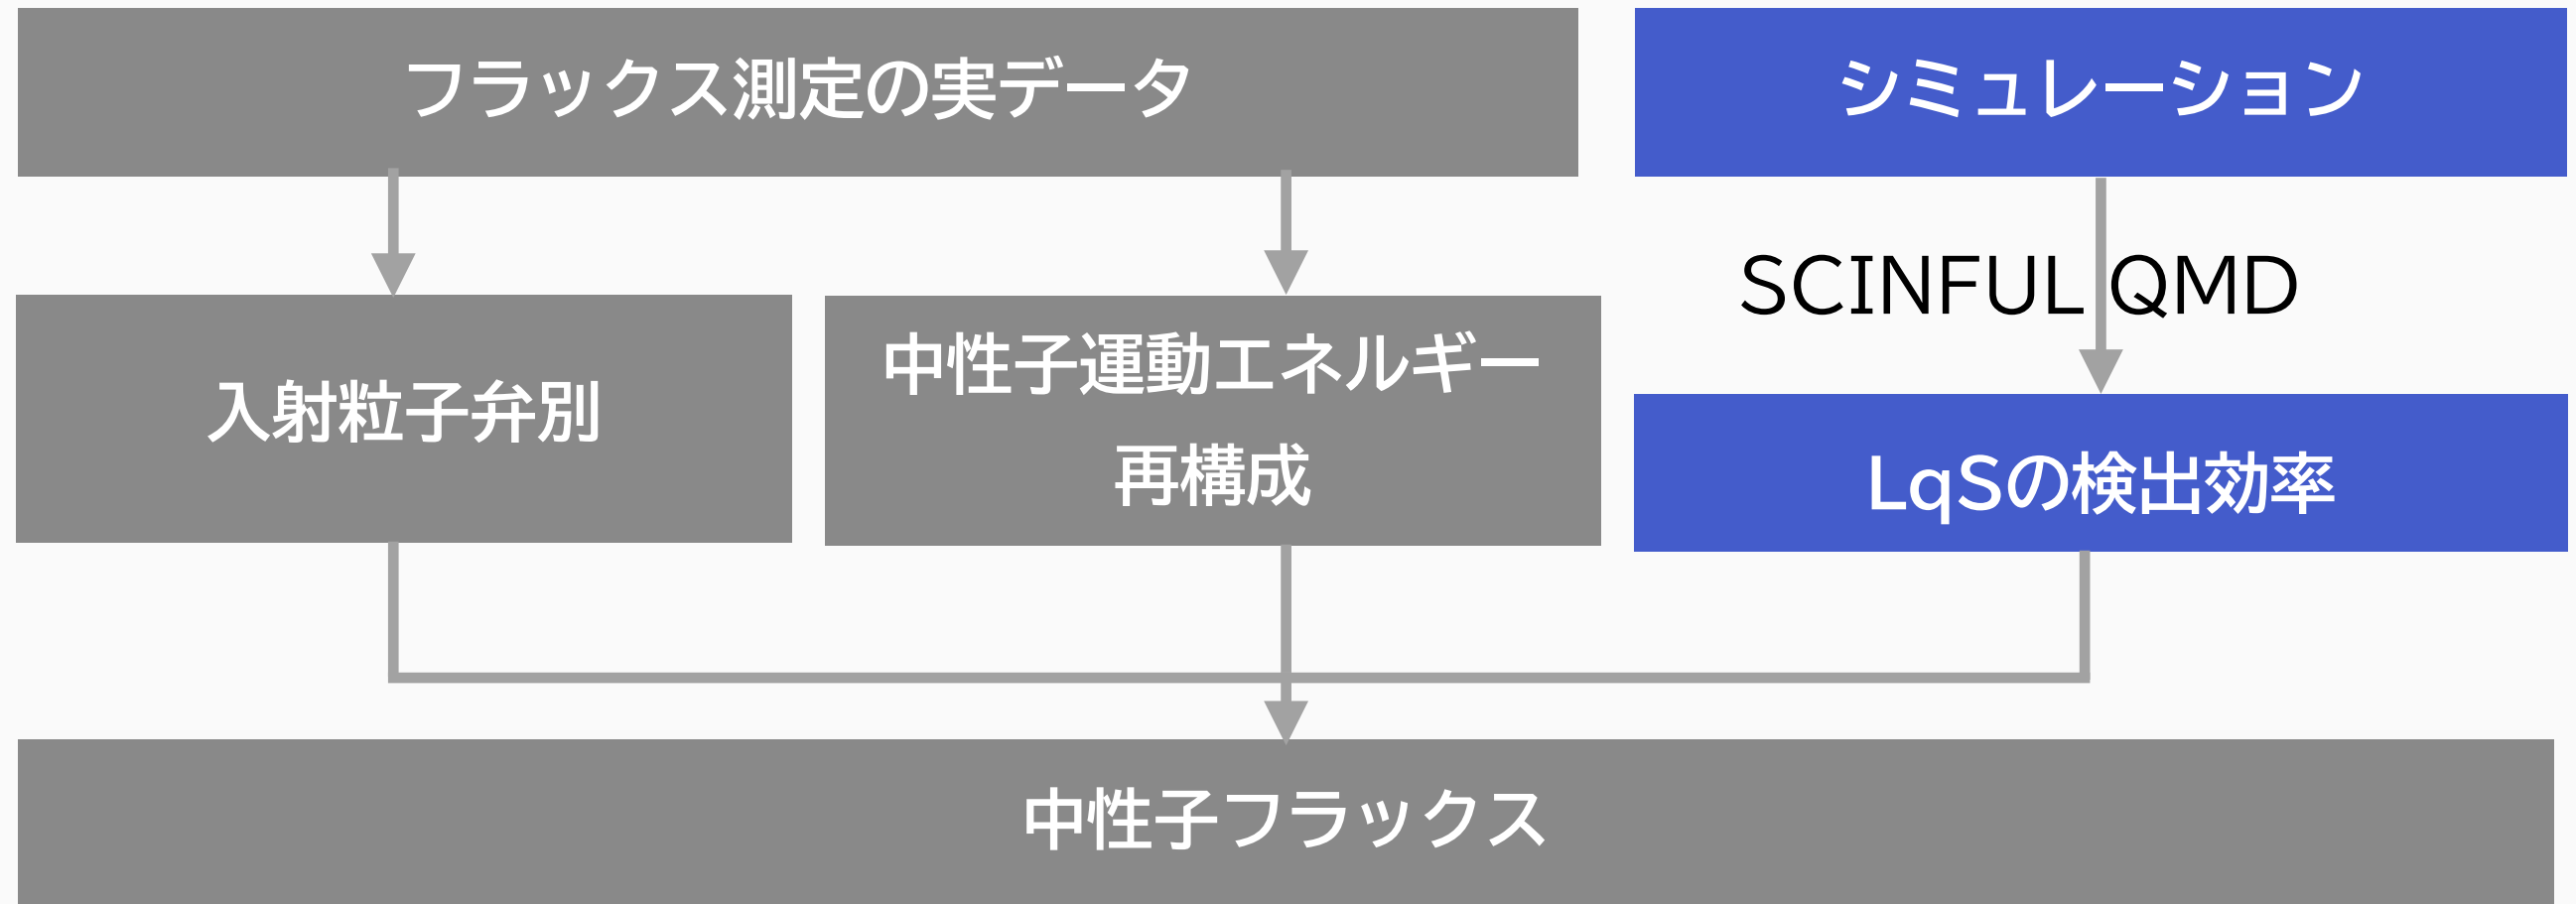 フラックス測定の実データ
シミュレーション
SCINFUL QMD
入射粒子弁別
中性子運動エネルギー
再構成
LqSの検出効率
中性子フラックス